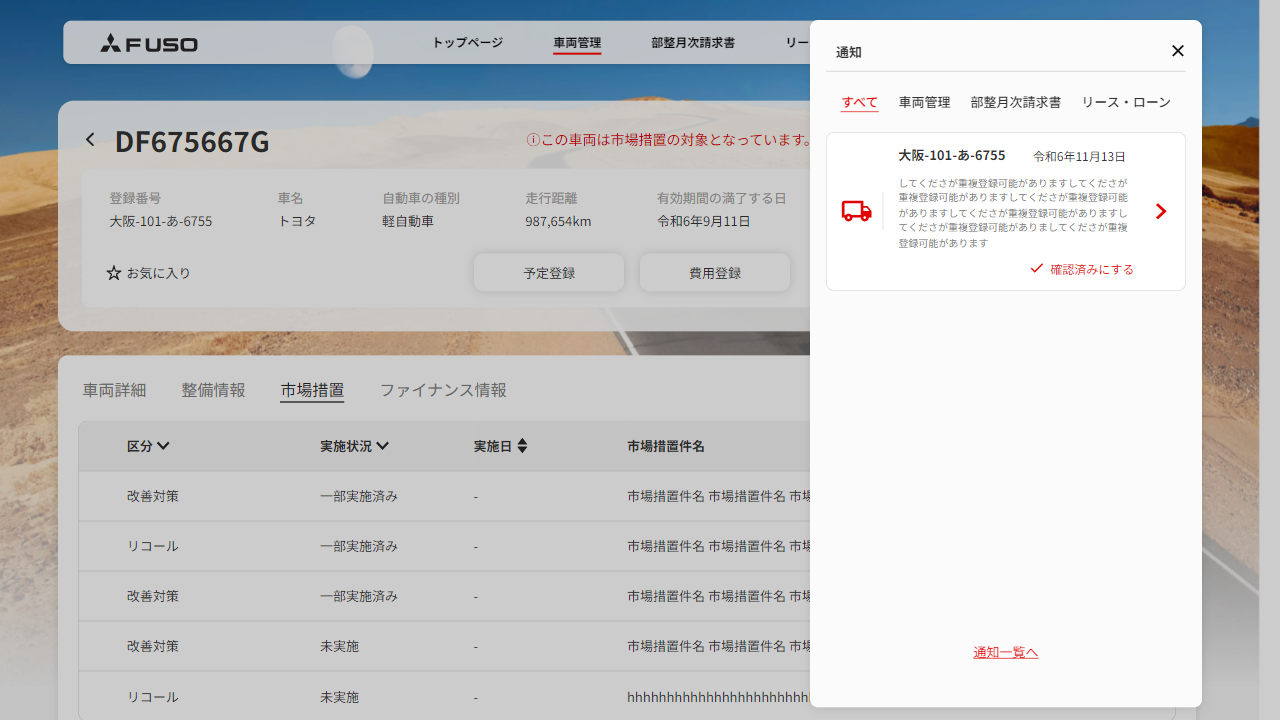 FUSO
トップページ
車両管理
部整月次請求書
リー
DF675667G
ⓘこの車両は市場措置の対象となっています。
登録番号
車名
自動車の種別
走行距離
有効期間の満了する日
大阪-101-あ-6755
トヨタ
軽自動車
987,654km
令和6年9月11日
お気に入り
予定登録
費用登録
車両詳細
整備情報
市場措置
ファイナンス情報
区分
実施状況
実施日
市場措置件名
改善対策
一部実施済み
-
市場措置件名 市場措置件名 市場
リコール
一部実施済み
-
市場措置件名 市場措置件名 市場
改善対策
一部実施済み
-
市場措置件名 市場措置件名 市場
改善対策
未実施
-
市場措置件名 市場措置件名 市場
リコール
未実施
-
通知
すべて
車両管理
部整月次請求書
リース・ローン
大阪-101-あ-6755
令和6年11月13日
してくださが重複登録可能がありますしてくださが
重複登録可能がありますしてくださが重複登録可能
がありますしてくださが重複登録可能がありますし
てくださが重複登録可能がありましてくださが重複
登録可能があります
確認済みにする
通知一覧へ